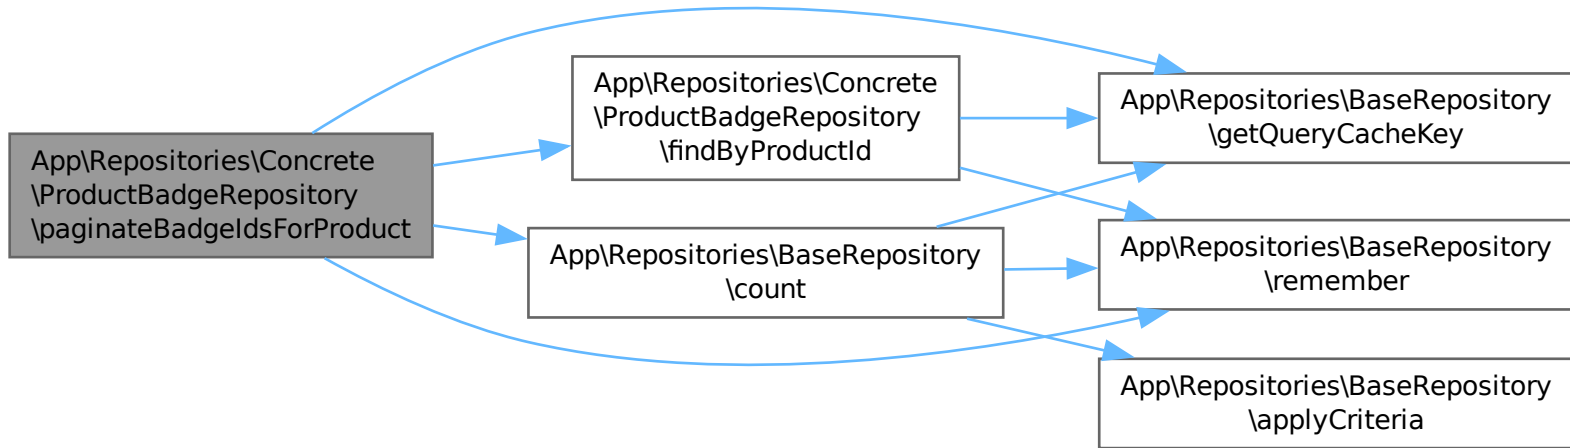 App\Repositories\Concrete
\ProductBadgeRepository
\paginateBadgeIdsForProduct
App\Repositories\Concrete
\ProductBadgeRepository
\findByProductId
App\Repositories\BaseRepository
\count
App\Repositories\BaseRepository
\getQueryCacheKey
App\Repositories\BaseRepository
\remember
App\Repositories\BaseRepository
\applyCriteria